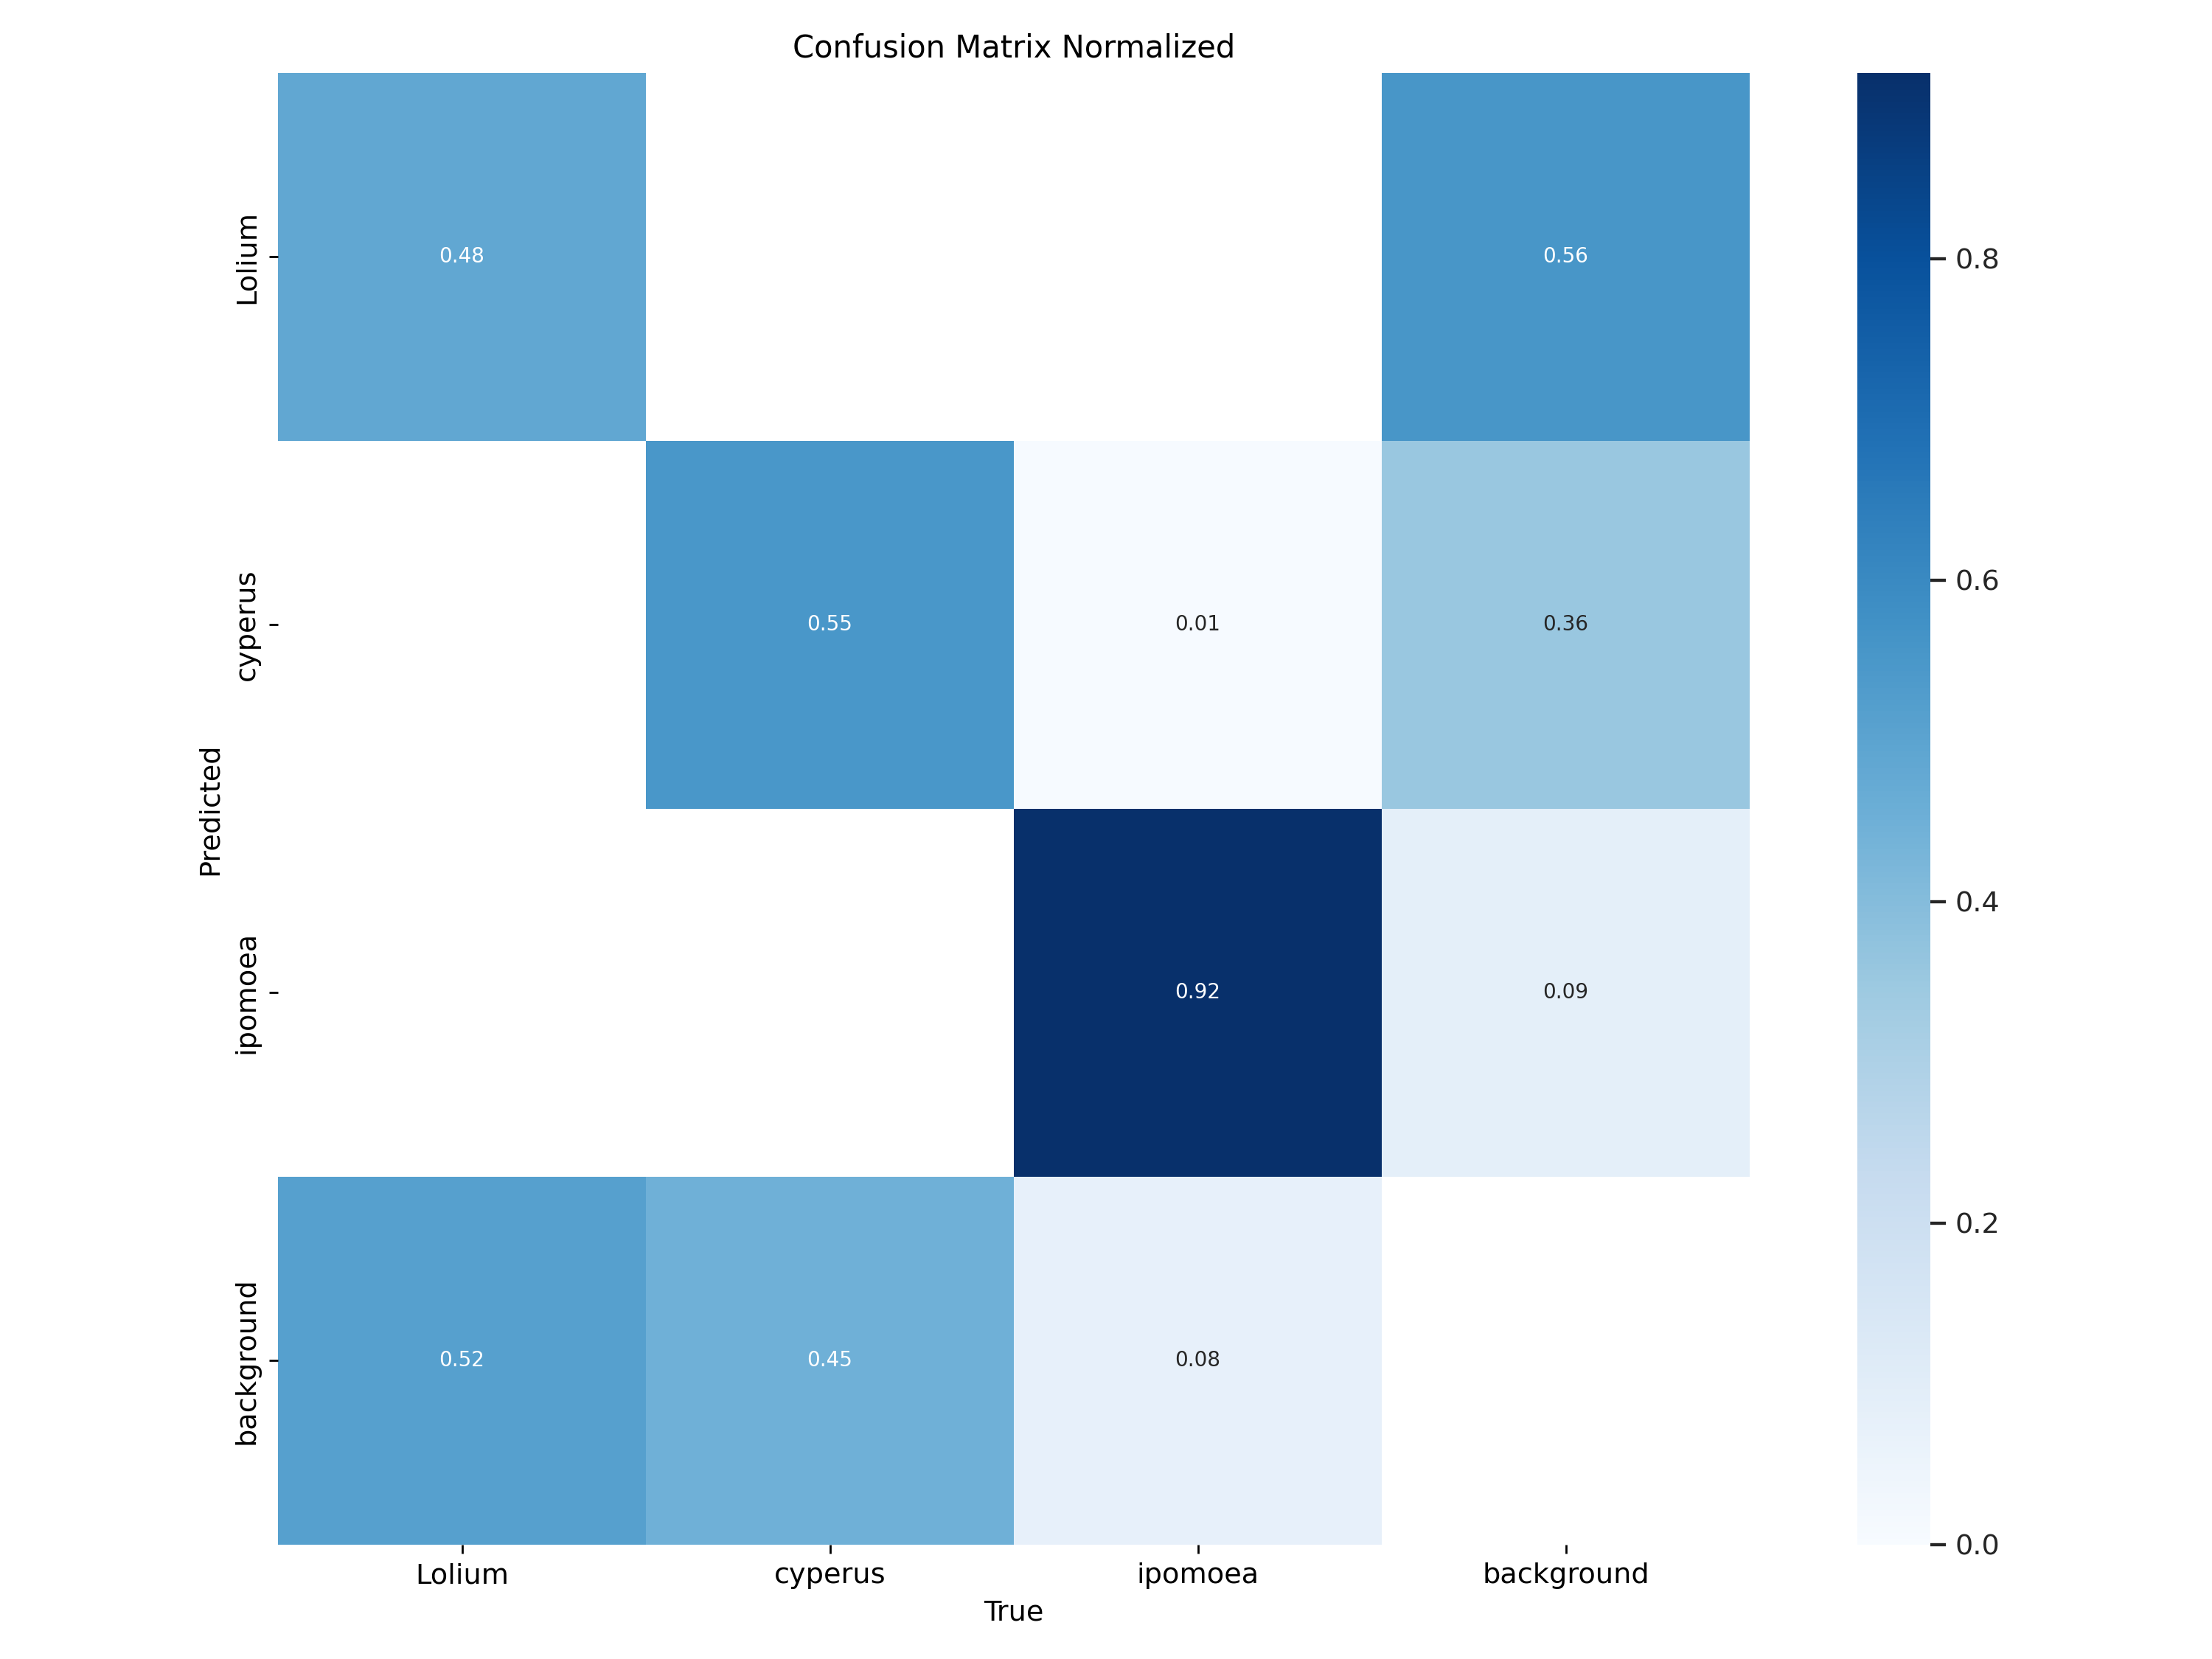 Confusion Matrix Normalized
Lolium
0.48
0.56
0.8
cyperus
0.55
0.01
0.36
0.6
Predicted
ipomoea
0.92
0.09
0.4
background
0.52
0.45
0.08
0.2
0.0
Lolium
cyperus
ipomoea
background
True